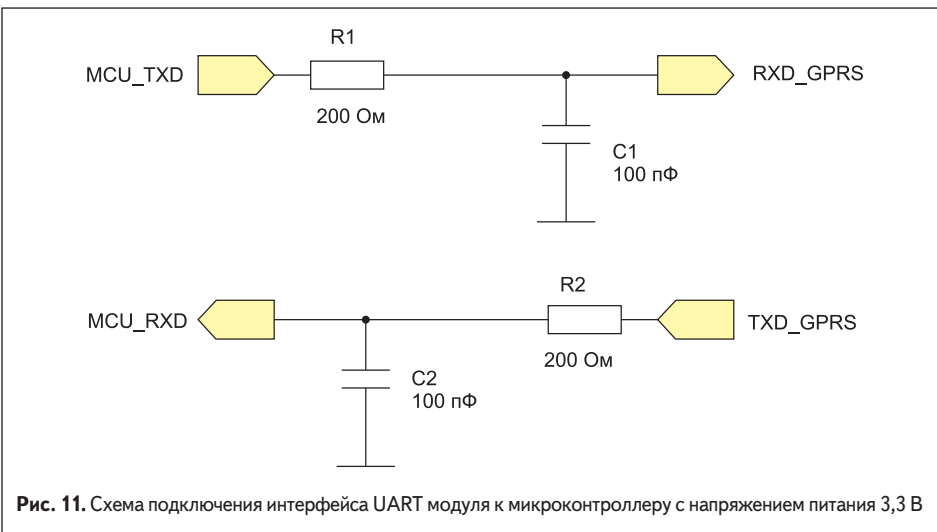 R1
MCU_TXD
RXD_GPRS
200 Ом
C1
100 пФ
R2
MCU_RXD
TXD_GPRS
200 Ом
C2
100 пФ
Рис. 11. Схема подключения интерфейса UART модуля к микроконтроллеру с напряжением питания 3,3 В